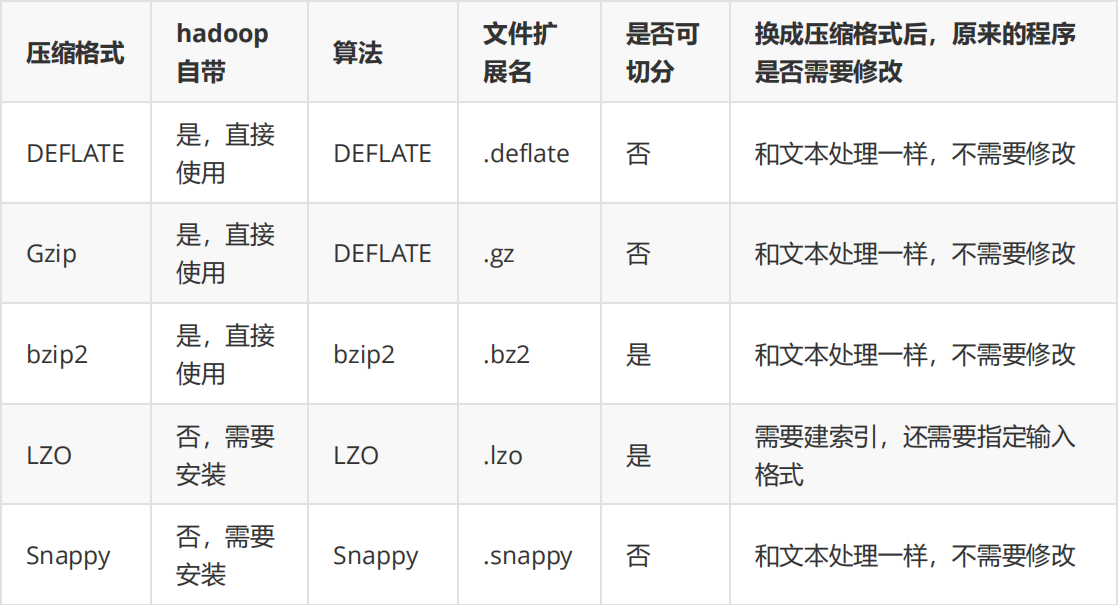 压缩格式 hadoop自带 算法 文件扩展名 是否可切分 换成压缩格式后，原来的程序是否需要修改
DEFLATE 是，直接使用 DEFLATE .deflate 否 和文本处理一样，不需要修改
Gzip 是，直接使用 DEFLATE .gz 否 和文本处理一样，不需要修改
bzip2 是，直接使用 bzip2 .bz2 是 和文本处理一样，不需要修改
LZO 否，需要安装 LZO .lzo 是 需要建索引，还需要指定输入格式
Snappy 否，需要安装 Snappy .snappy 否 和文本处理一样，不需要修改